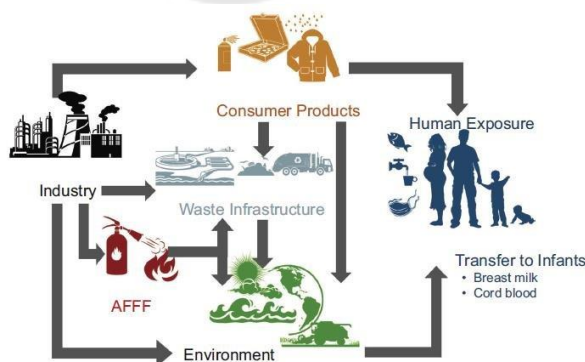 Consumer Products
Human Exposure
Industry
Waste Infrastructure
AFFF
Transfer to Infants
• Breast milk
• Cord blood
Environment